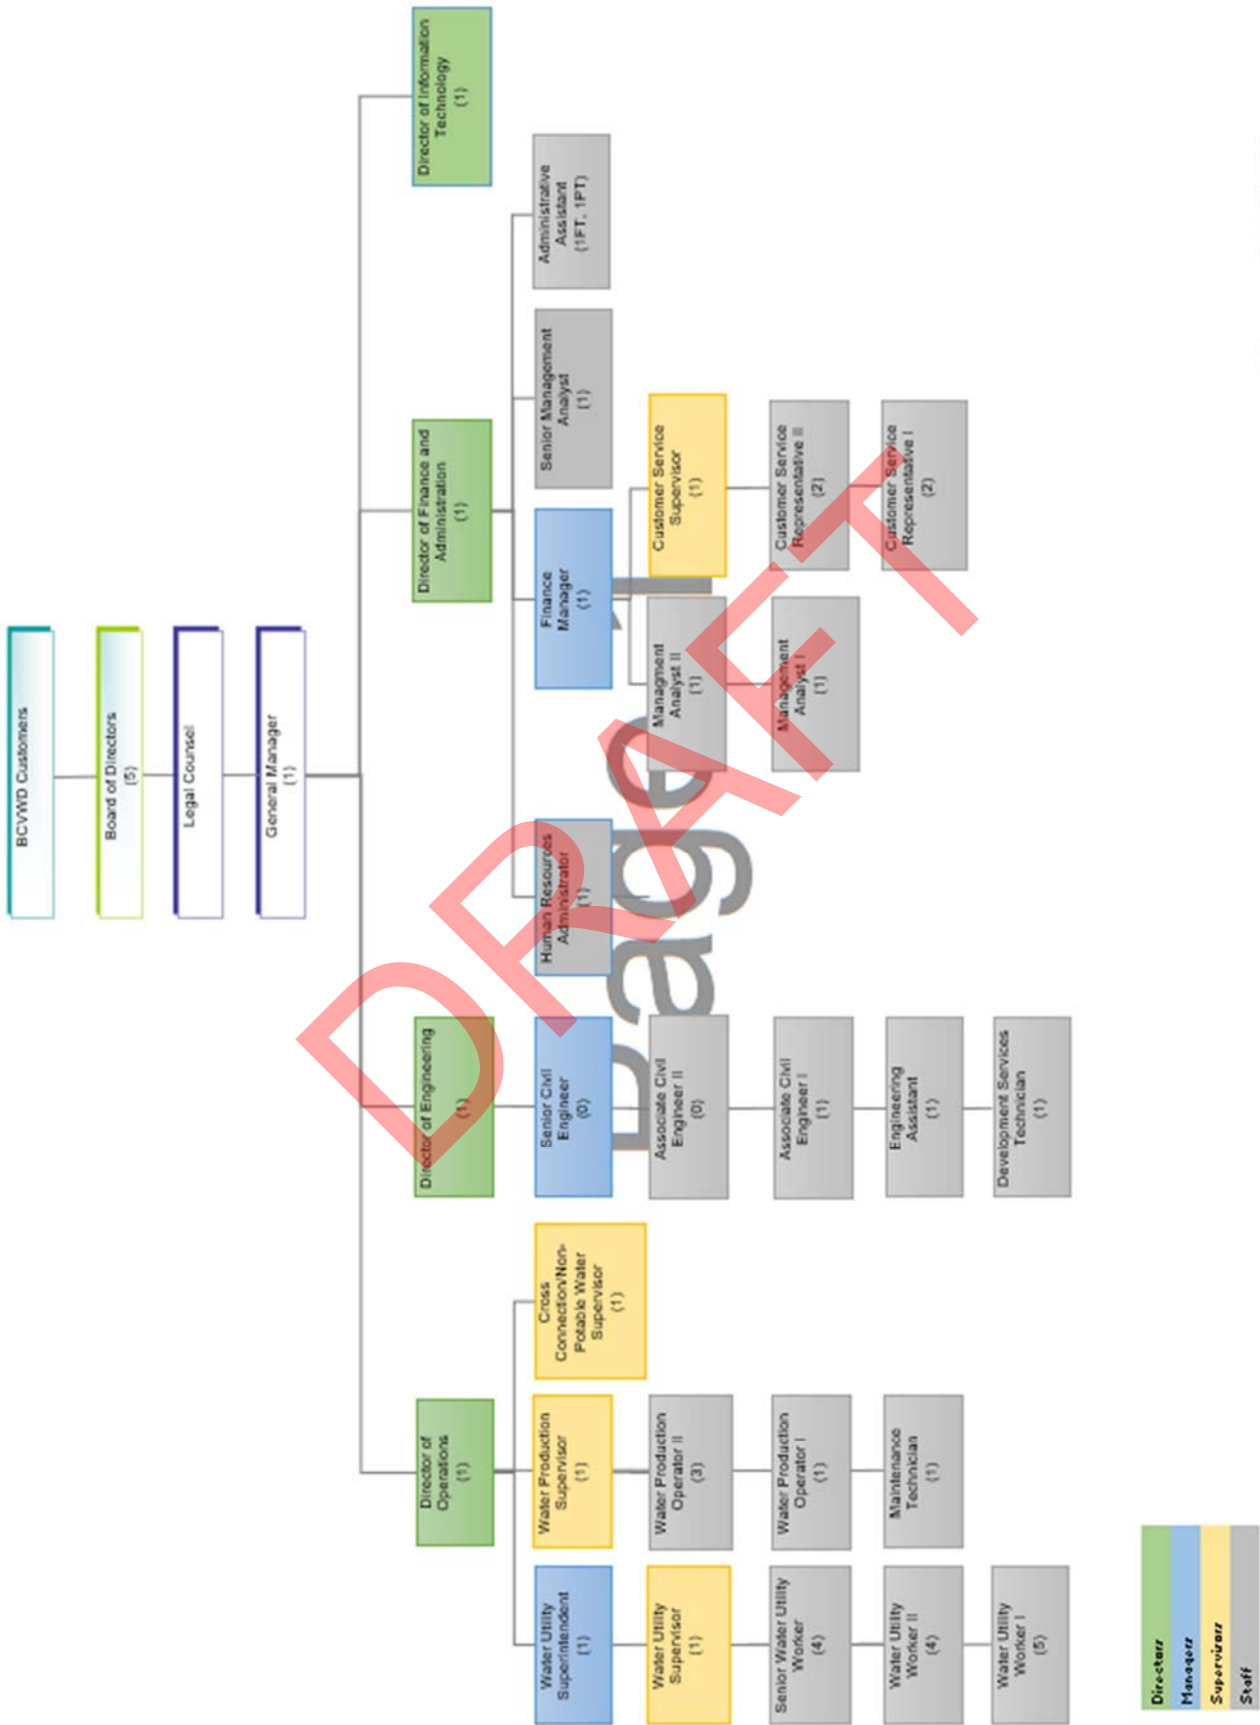 BCVWD Customers
Board of Directors
(5)
Legal Counsel
General Manager
(1)
Director of
Operations
(1)
Director of Engineering
(1)
Director of Finance and
Administration
(1)
Director of Information
Technology
(1)
Water Utility
Superintendent
(1)
Water Production
Supervisor
(1)
Cross
Connection/Non-
Potable Water
Supervisor
(1)
Senior Civil
Engineer
(0)
Human Resources
Administrator
(1)
Finance
Manager
(1)
Senior Management
Analyst
(1)
Administrative
Assistant
(1FT, 1PT)
Water Utility
Supervisor
(1)
Water Production
Operator II
(3)
Associate Civil
Engineer II
(0)
Managment
Analyst II
(1)
Customer Service
Supervisor
(1)
Senior Water Utility
Worker
(4)
Water Production
Operator I
(1)
Associate Civil
Engineer I
(1)
Management
Analyst I
(1)
Customer Service
Representative II
(2)
Water Utility
Worker II
(4)
Maintenance
Technician
(1)
Engineering
Assistant
(1)
Customer Service
Representative I
(2)
Water Utility
Worker I
(5)
Development Services
Technician
(1)
Directors
Managers
Supervisors
Staff
Page 1
DRAFT